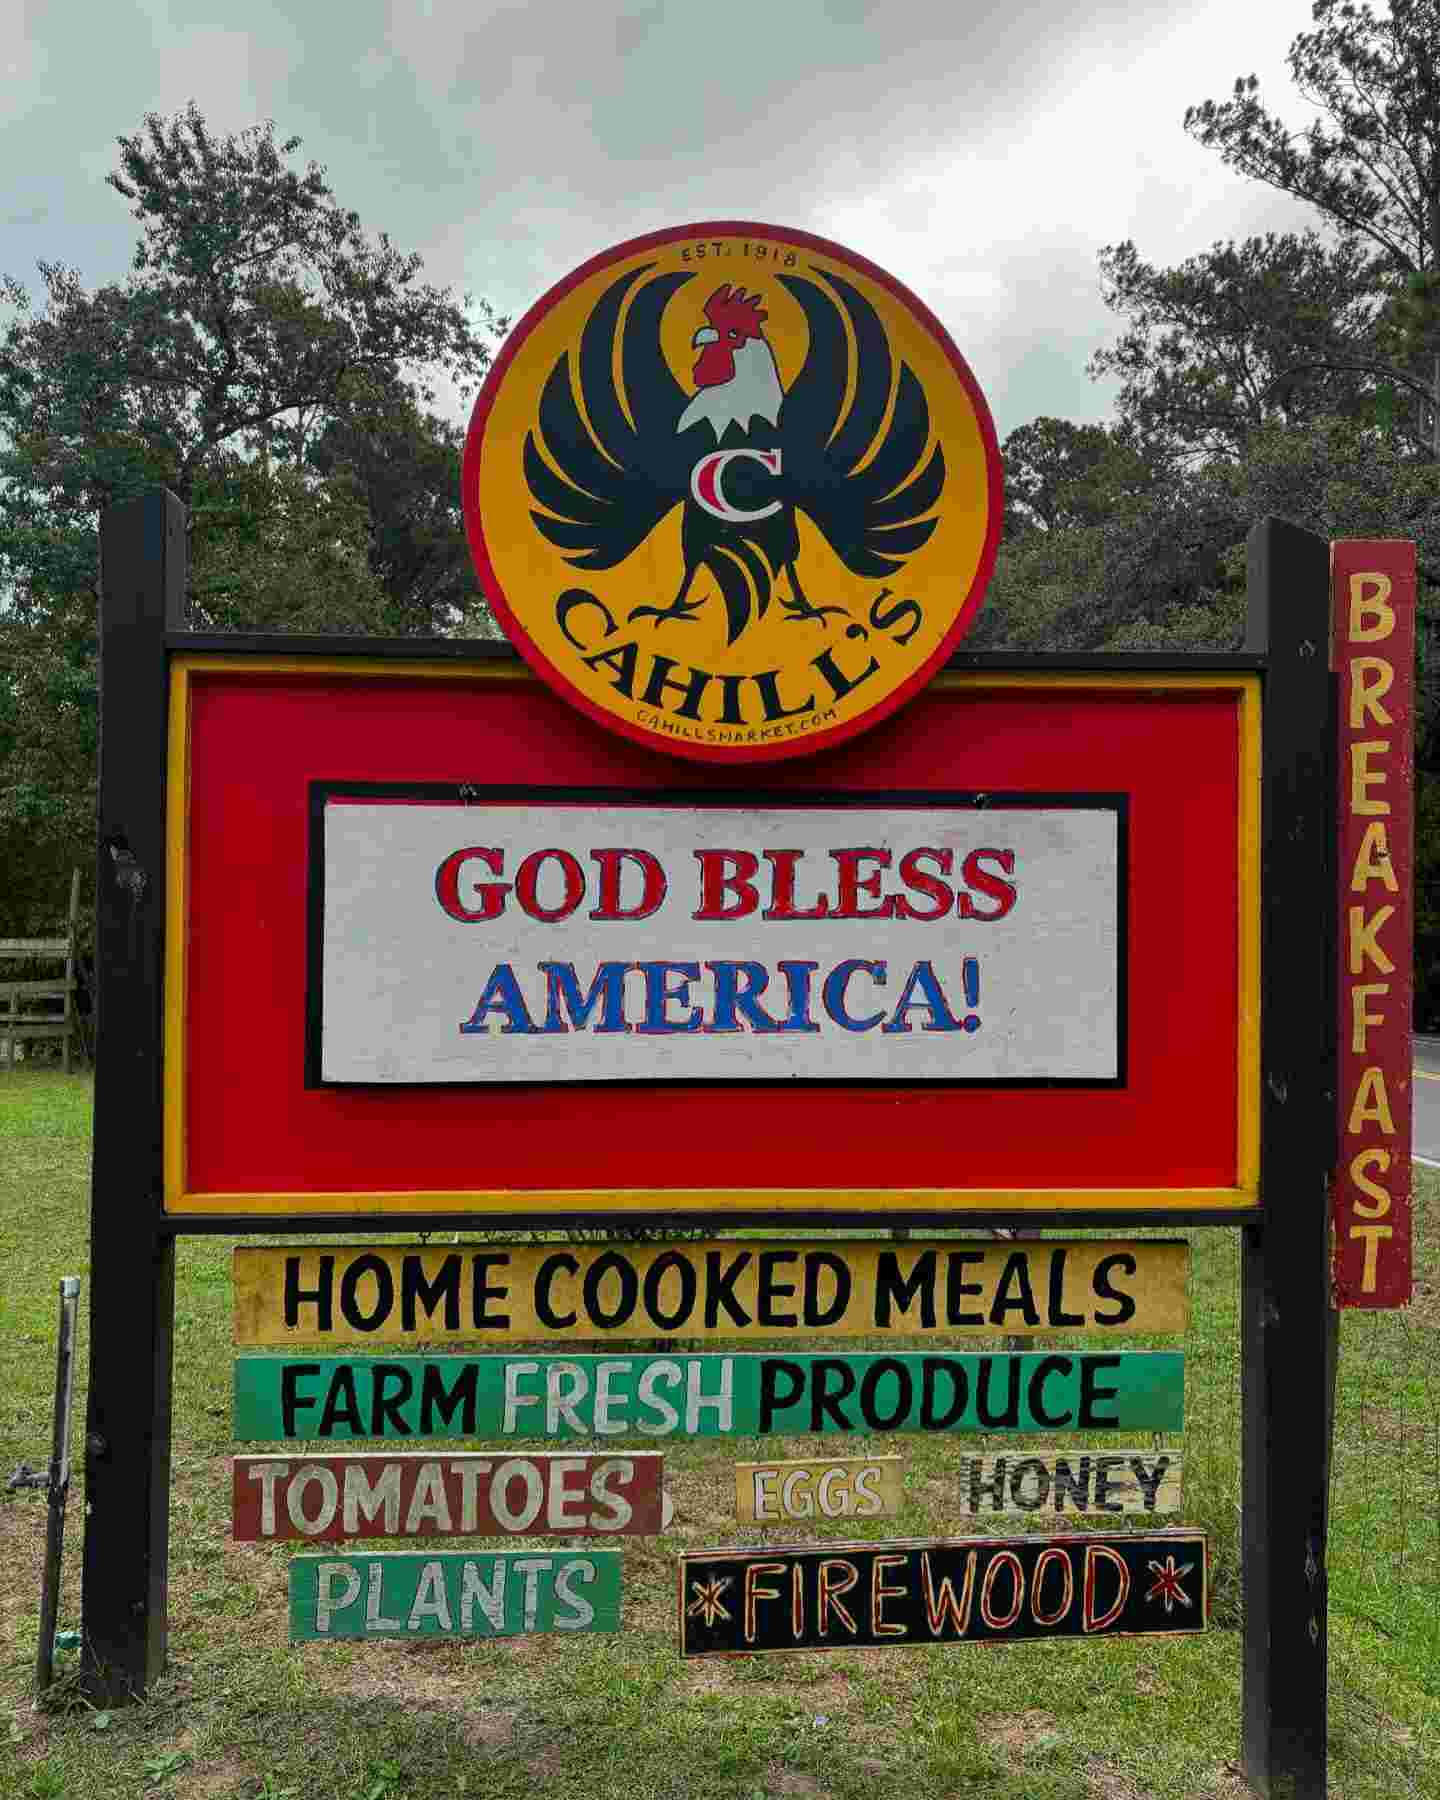 EST. 1918
C
CAHILL'S
CAHILLSMARKET.COM
GOD BLESS
AMERICA!
BREAKFAST
HOME COOKED MEALS
FARM FRESH PRODUCE
TOMATOES
EGGS
HONEY
PLANTS
*FIREWOOD*